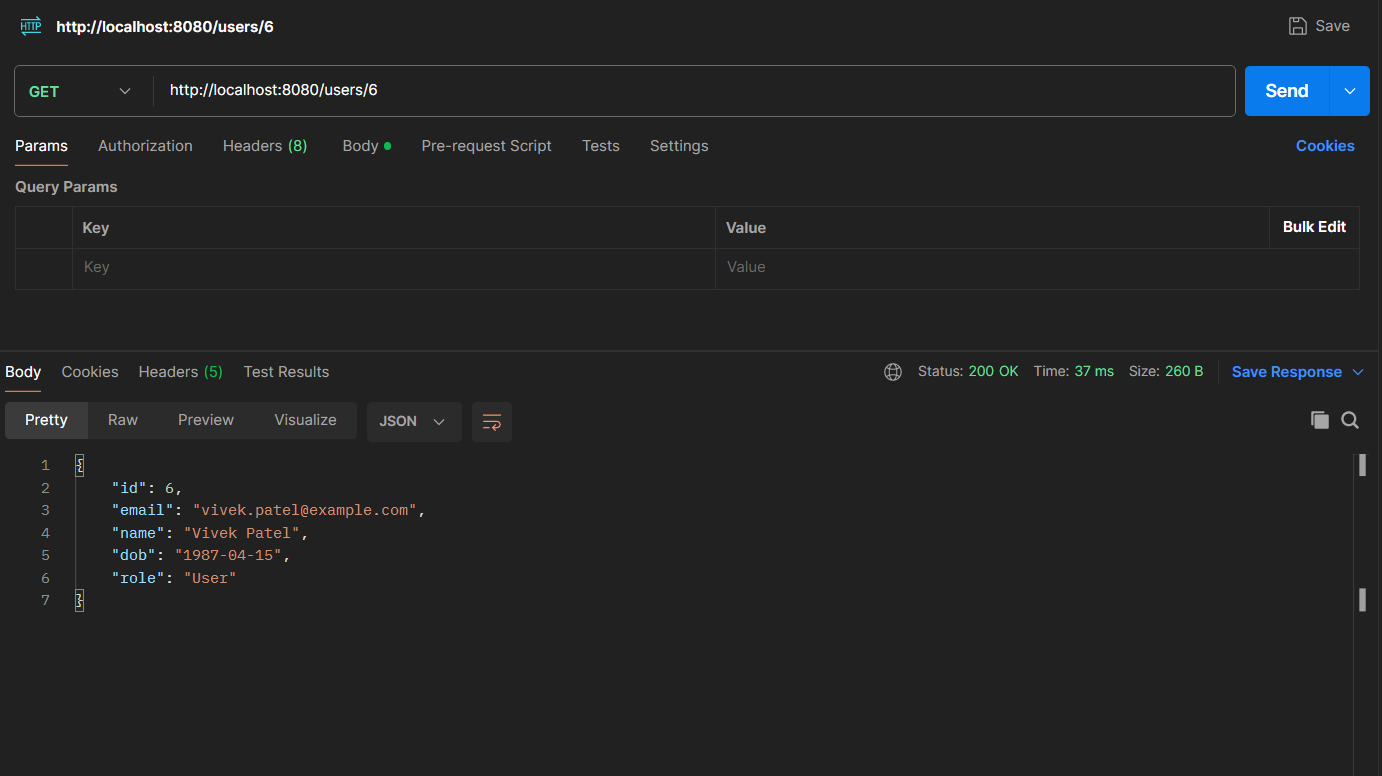 HTTP http://localhost:8080/users/6 Save
GET http://localhost:8080/users/6 Send
Params Authorization Headers (8) Body Pre-request Script Tests Settings Cookies
Query Params
Key Value Bulk Edit
Key Value
Body Cookies Headers (5) Test Results Status: 200 OK Time: 37 ms Size: 260 B Save Response
Pretty Raw Preview Visualize JSON
1 {
2 "id": 6,
3 "email": "vivek.patel@example.com",
4 "name": "Vivek Patel",
5 "dob": "1987-04-15",
6 "role": "User"
7 }